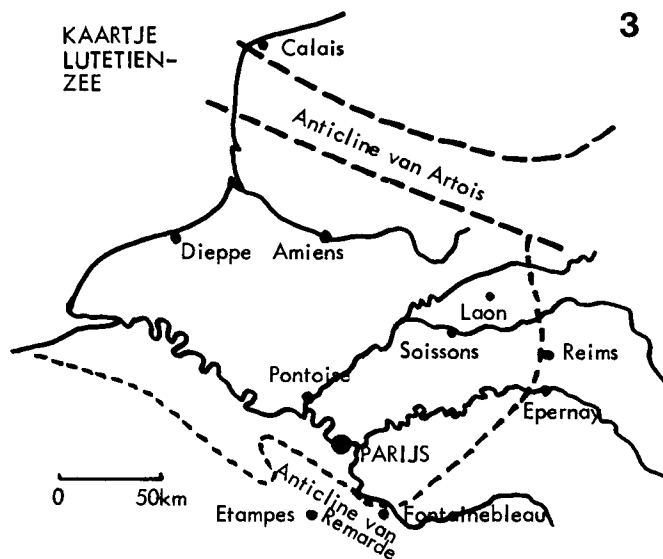 KAARTJE
LUTETIEN-
ZEE
3
Calais
Anticline van Artois
Dieppe
Amiens
Laon
Soissons
Reims
Pontoise
Epernay
PARIJS
0 50km
Anticline van
Remarde
Etampes
Fontainebleau